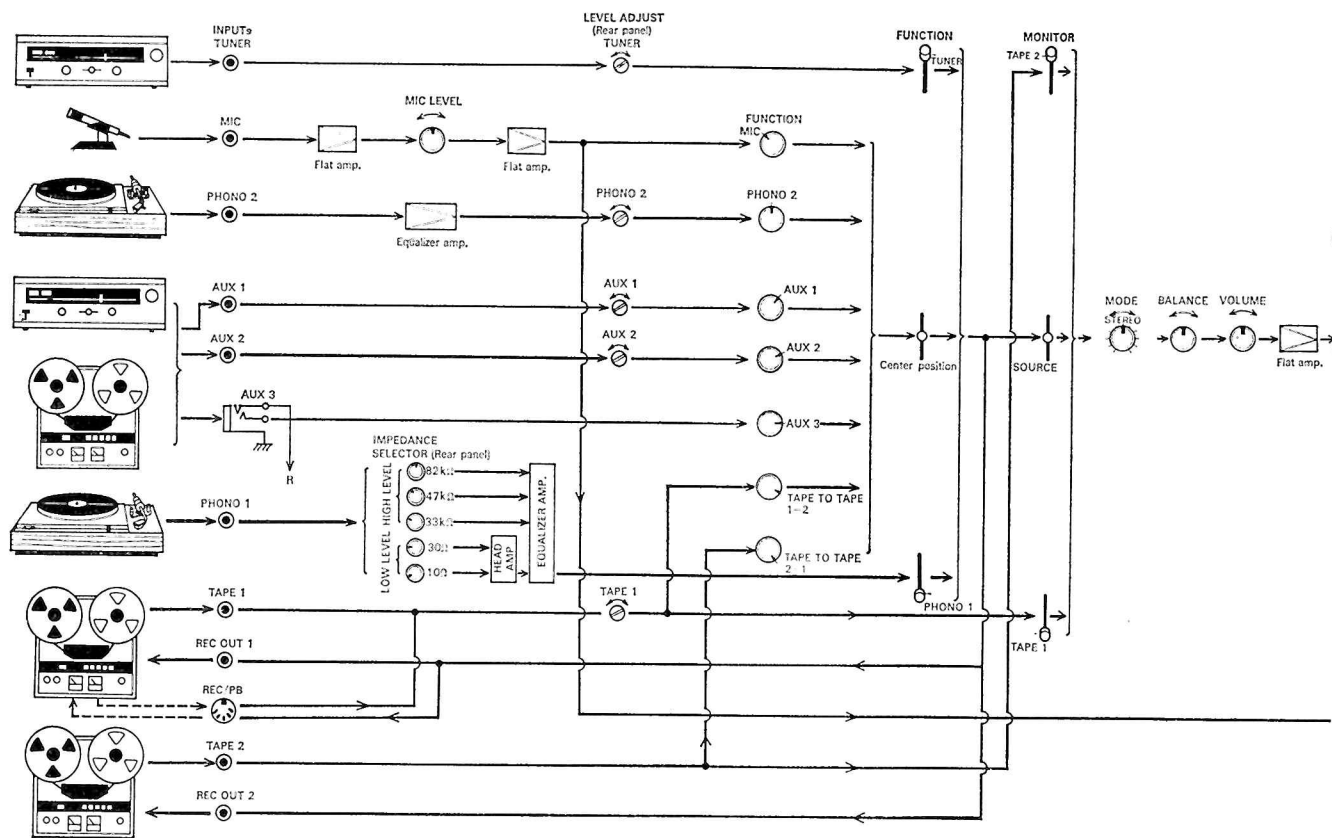 INPUTs
TUNER
LEVEL ADJUST
(Rear panel)
TUNER
FUNCTION
TUNER
MONITOR
TAPE 2
MIC
MIC LEVEL
Flat amp.
Flat amp.
FUNCTION
MIC
PHONO 2
Equalizer amp.
PHONO 2
PHONO 2
AUX 1
AUX 1
AUX 1
AUX 2
AUX 2
AUX 2
Center position
SOURCE
MODE
STEREO
BALANCE
VOLUME
Flat amp.
AUX 3
R
AUX 3
IMPEDANCE
SELECTOR (Rear panel)
HIGH LEVEL
LOW LEVEL
82kΩ
47kΩ
33kΩ
30Ω
10Ω
HEAD
AMP
EQUALIZER AMP.
PHONO 1
TAPE TO TAPE
1-2
TAPE TO TAPE
2-1
PHONO 1
TAPE 1
TAPE 1
TAPE 1
REC OUT 1
REC/PB
TAPE 2
REC OUT 2